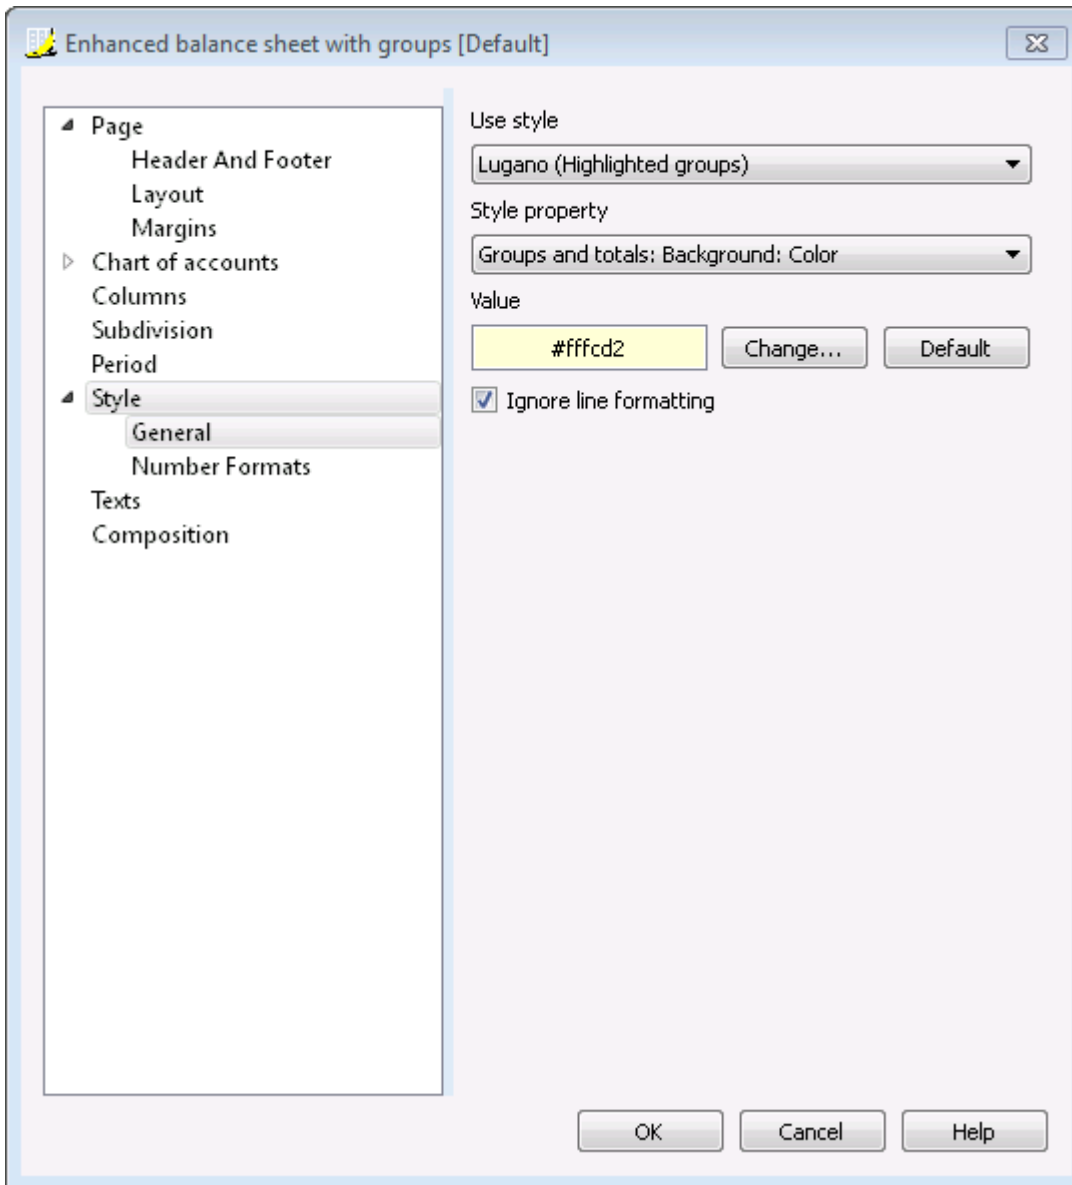 Enhanced balance sheet with groups [Default]
Page
Header And Footer
Layout
Margins
Chart of accounts
Columns
Subdivision
Period
Style
General
Number Formats
Texts
Composition
Use style
Lugano (Highlighted groups)
Style property
Groups and totals: Background: Color
Value
#fffcd2 Change... Default
Ignore line formatting
OK Cancel Help